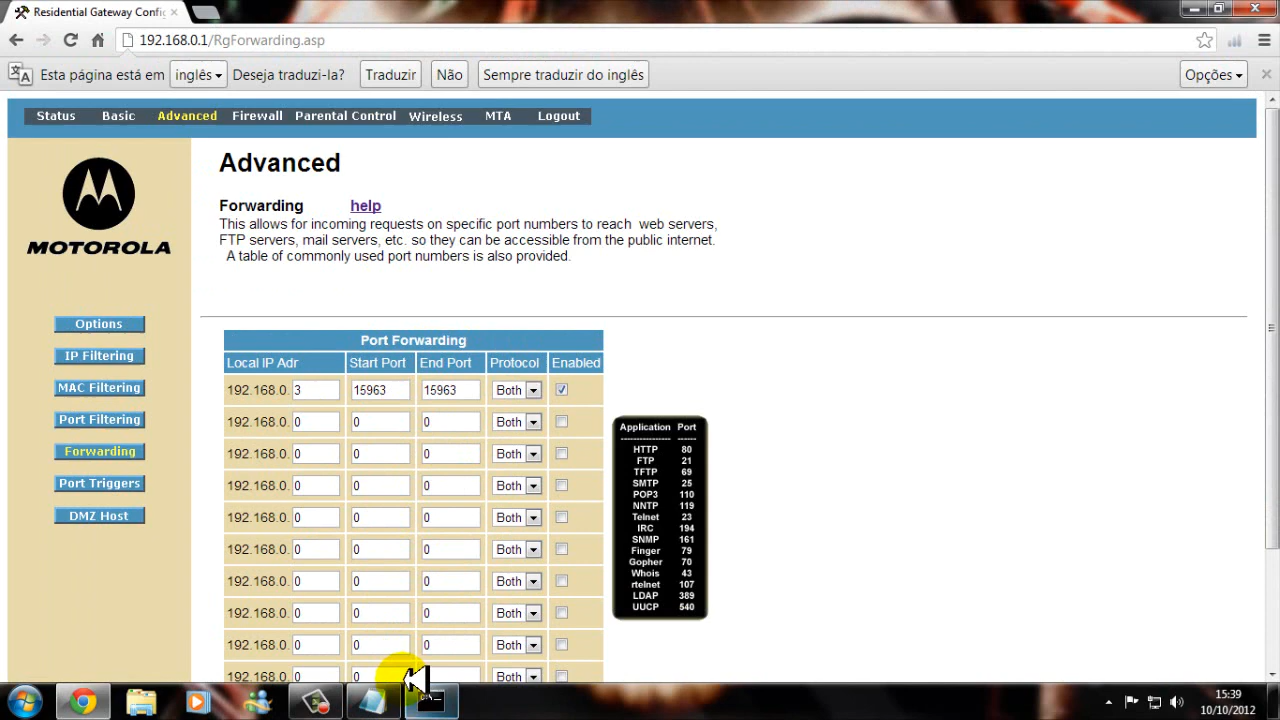 Residential Gateway Config
192.168.0.1/RgForwarding.asp
Esta página está em inglês Deseja traduzi-la? Traduzir Não Sempre traduzir do inglês Opções
Status Basic Advanced Firewall Parental Control Wireless MTA Logout
MOTOROLA
Options
IP Filtering
MAC Filtering
Port Filtering
Forwarding
Port Triggers
DMZ Host
Advanced
Forwarding help
This allows for incoming requests on specific port numbers to reach web servers,
FTP servers, mail servers, etc. so they can be accessible from the public internet.
A table of commonly used port numbers is also provided.
Port Forwarding
Local IP Adr Start Port End Port Protocol Enabled
192.168.0. 3 15963 15963 Both
192.168.0. 0 0 0 Both
192.168.0. 0 0 0 Both
192.168.0. 0 0 0 Both
192.168.0. 0 0 0 Both
192.168.0. 0 0 0 Both
192.168.0. 0 0 0 Both
192.168.0. 0 0 0 Both
192.168.0. 0 0 0 Both
192.168.0. 0 0 Both
Application Port
---------------- ------
HTTP 80
FTP 21
TFTP 69
SMTP 25
POP3 110
NNTP 119
Telnet 23
IRC 194
SNMP 161
Finger 79
Gopher 70
Whois 43
rtelnet 107
LDAP 389
UUCP 540
15:39
10/10/2012